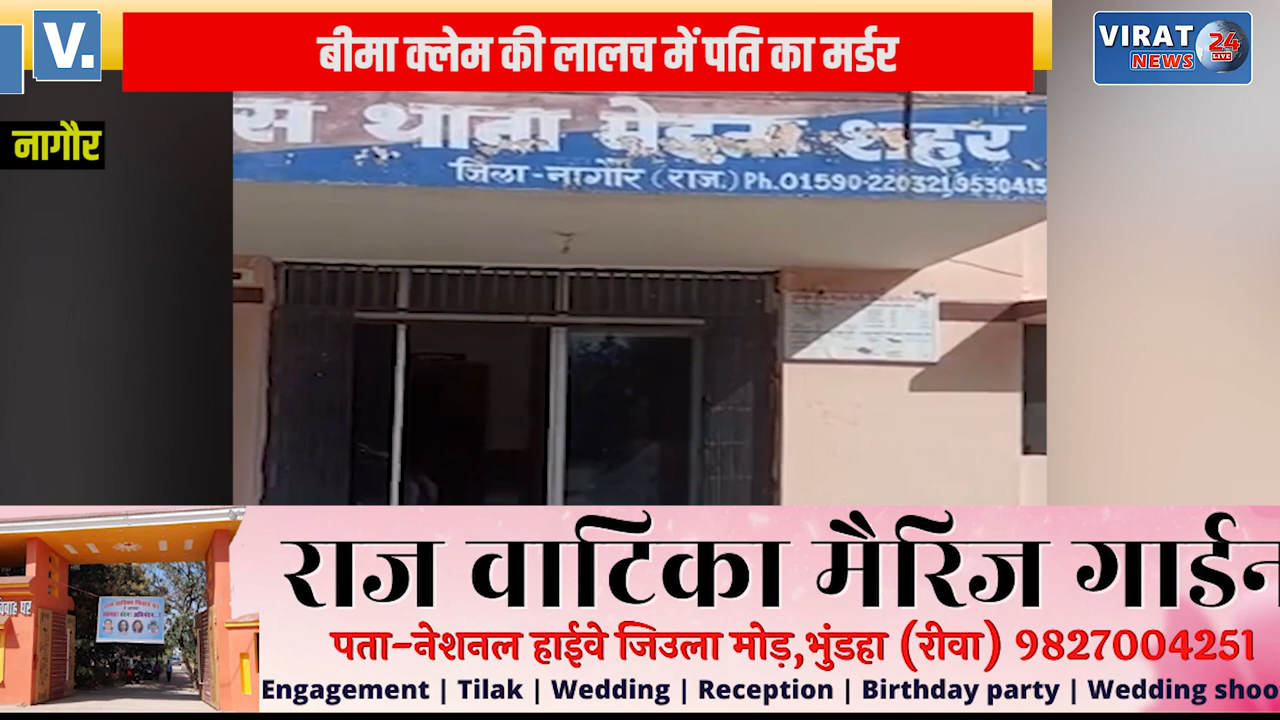 V.
बीमा क्लेम की लालच में पति का मर्डर
VIRAT
NEWS
24
LIVE
नागौर
स थाना मेड़ता शहर
जिला-नागौर (राज.) Ph.01590-220321,9530413
राज वाटिका मैरिज गार्डन
पता-नेशनल हाईवे जिउला मोड़,भुंडहा (रीवा) 9827004251
Engagement | Tilak | Wedding | Reception | Birthday party | Wedding shoo